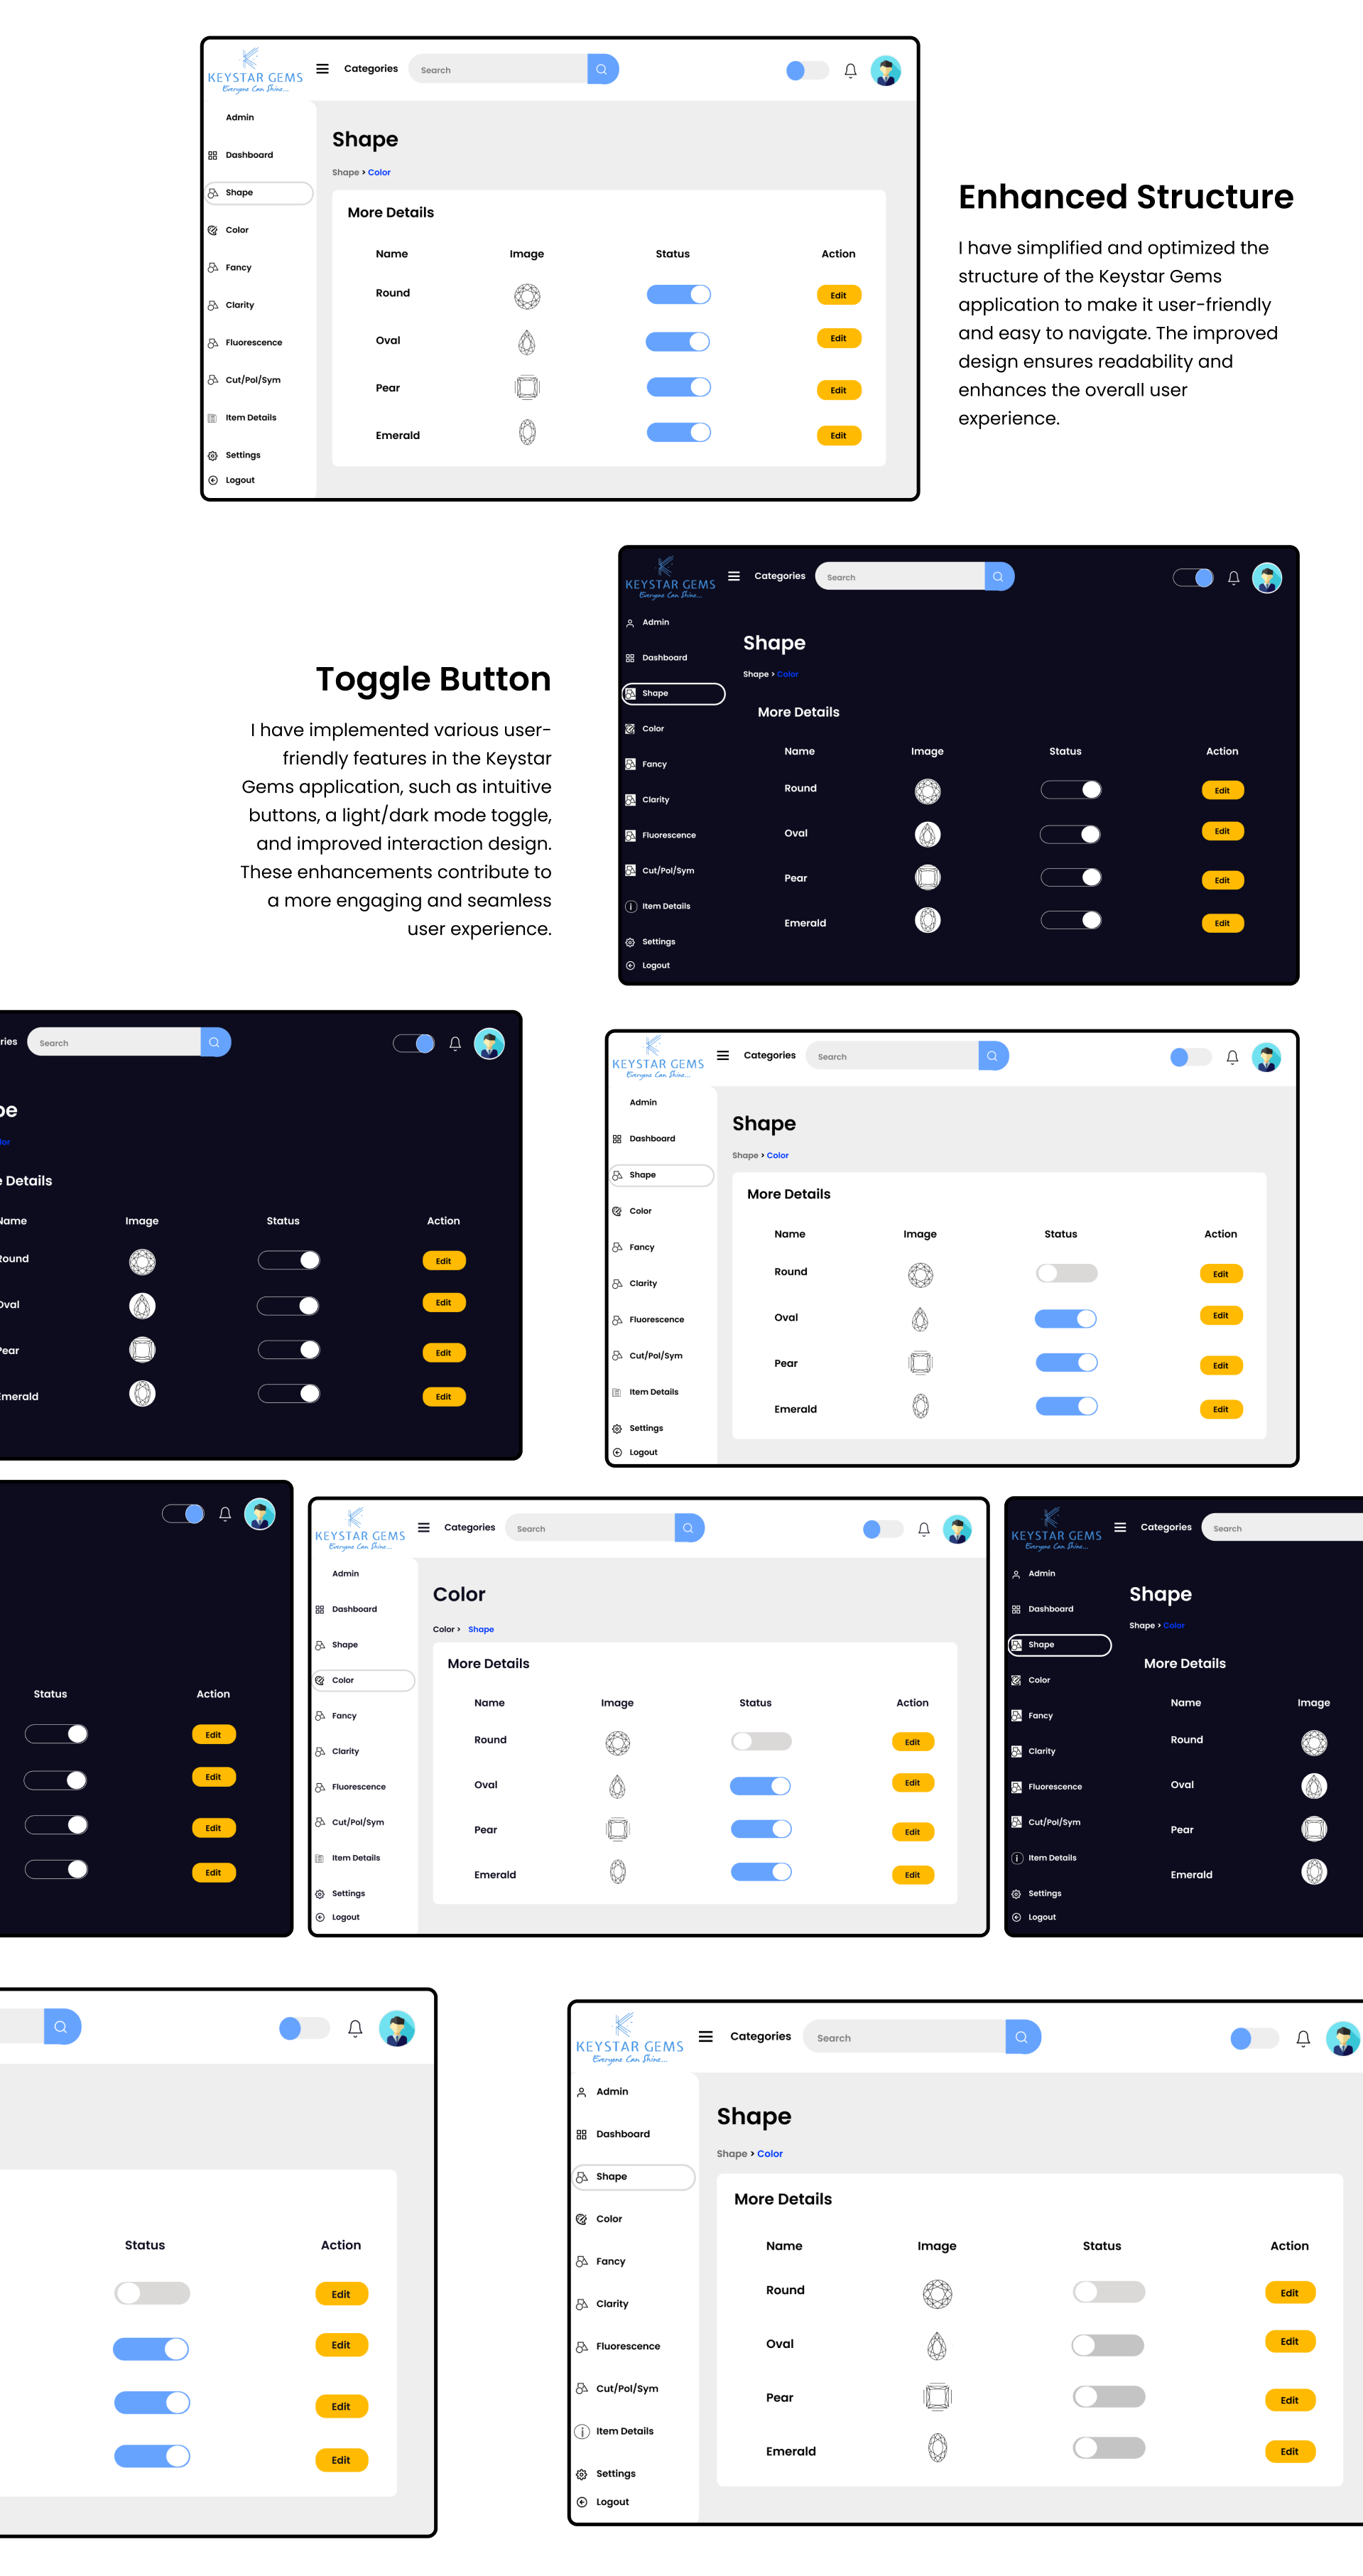 KEYSTAR GEMS
Everyone Can Shine...
Categories
Search
Admin
Dashboard
Shape
Color
Fancy
Clarity
Fluorescence
Cut/Pol/Sym
Item Details
Settings
Logout
Shape
Shape > Color
More Details
Name Image Status Action
Round Edit
Oval Edit
Pear Edit
Emerald Edit
Enhanced Structure
I have simplified and optimized the
structure of the Keystar Gems
application to make it user-friendly
and easy to navigate. The improved
design ensures readability and
enhances the overall user
experience.
Toggle Button
I have implemented various user-
friendly features in the Keystar
Gems application, such as intuitive
buttons, a light/dark mode toggle,
and improved interaction design.
These enhancements contribute to
a more engaging and seamless
user experience.
KEYSTAR GEMS
Everyone Can Shine...
Categories
Search
Admin
Dashboard
Shape
Color
Fancy
Clarity
Fluorescence
Cut/Pol/Sym
Item Details
Settings
Logout
Shape
Shape > Color
More Details
Name Image Status Action
Round Edit
Oval Edit
Pear Edit
Emerald Edit
ries
Search
pe
lor
e Details
Name Image Status Action
Round Edit
Oval Edit
Pear Edit
Emerald Edit
KEYSTAR GEMS
Everyone Can Shine...
Categories
Search
Admin
Dashboard
Shape
Color
Fancy
Clarity
Fluorescence
Cut/Pol/Sym
Item Details
Settings
Logout
Shape
Shape > Color
More Details
Name Image Status Action
Round Edit
Oval Edit
Pear Edit
Emerald Edit
Status Action
Edit
Edit
Edit
Edit
KEYSTAR GEMS
Everyone Can Shine...
Categories
Search
Admin
Dashboard
Shape
Color
Fancy
Clarity
Fluorescence
Cut/Pol/Sym
Item Details
Settings
Logout
Color
Color > Shape
More Details
Name Image Status Action
Round Edit
Oval Edit
Pear Edit
Emerald Edit
KEYSTAR GEMS
Everyone Can Shine...
Categories
Search
Admin
Dashboard
Shape
Color
Fancy
Clarity
Fluorescence
Cut/Pol/Sym
Item Details
Settings
Logout
Shape
Shape > Color
More Details
Name Image
Round
Oval
Pear
Emerald
Status Action
Edit
Edit
Edit
Edit
KEYSTAR GEMS
Everyone Can Shine...
Categories
Search
Admin
Dashboard
Shape
Color
Fancy
Clarity
Fluorescence
Cut/Pol/Sym
Item Details
Settings
Logout
Shape
Shape > Color
More Details
Name Image Status Action
Round Edit
Oval Edit
Pear Edit
Emerald Edit